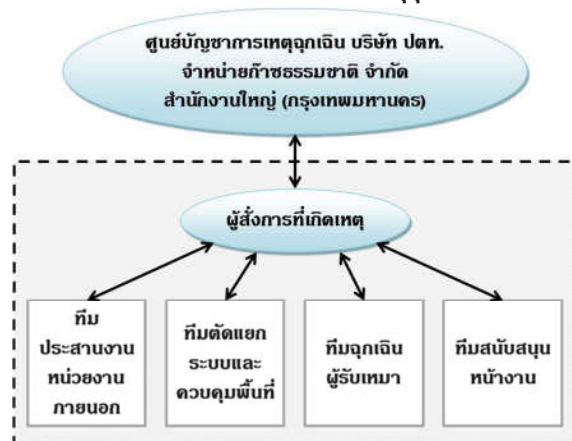 ศูนย์บัญชาการเหตุฉุกเฉิน บริษัท ปตท.
จำหน่ายก๊าซธรรมชาติ จำกัด
สำนักงานใหญ่ (กรุงเทพมหานคร)
ผู้สั่งการที่เกิดเหตุ
ทีม
ประสานงาน
หน่วยงาน
ภายนอก
ทีมตัดแยก
ระบบและ
ควบคุมพื้นที่
ทีมฉุกเฉิน
ผู้รับเหมา
ทีมสนับสนุน
หน้างาน